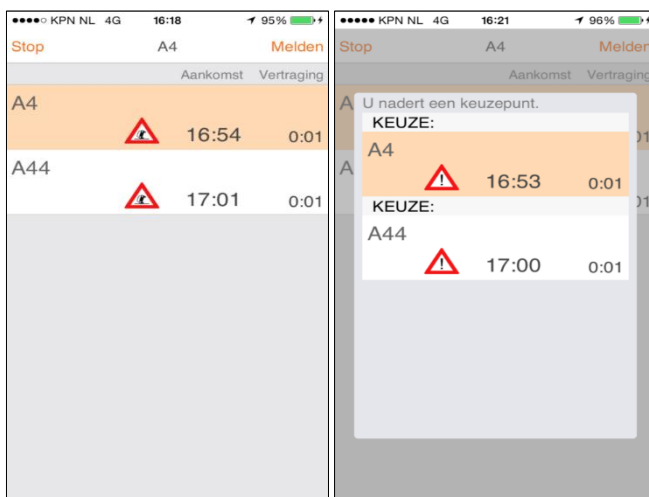 KPN NL 4G 16:18 95%
Stop A4 Melden
Aankomst Vertraging
A4
16:54 0:01
A44
17:01 0:01
KPN NL 4G 16:21 96%
Stop A4 Melden
Aankomst Vertraging
U nadert een keuzepunt.
KEUZE:
A4
16:53 0:01
KEUZE:
A44
17:00 0:01